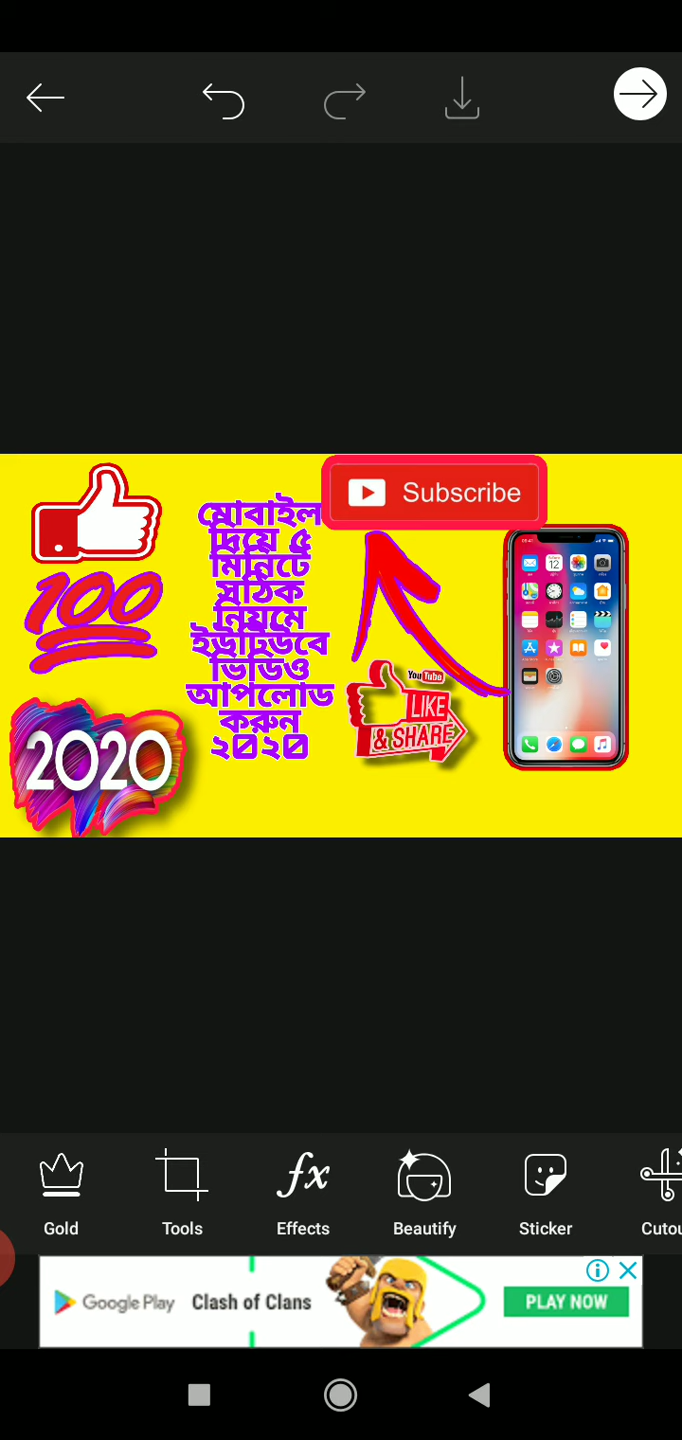 Subscribe
মোবাইল
দিয়ে ৫
মিনিটে
সঠিক
নিয়মে
ইউটিউবে
ভিডিও
আপলোড
করুন
২০২০
100
2020
YouTube
LIKE
& SHARE
Gold
Tools
Effects
Beautify
Sticker
Cutou
Google Play
Clash of Clans
PLAY NOW